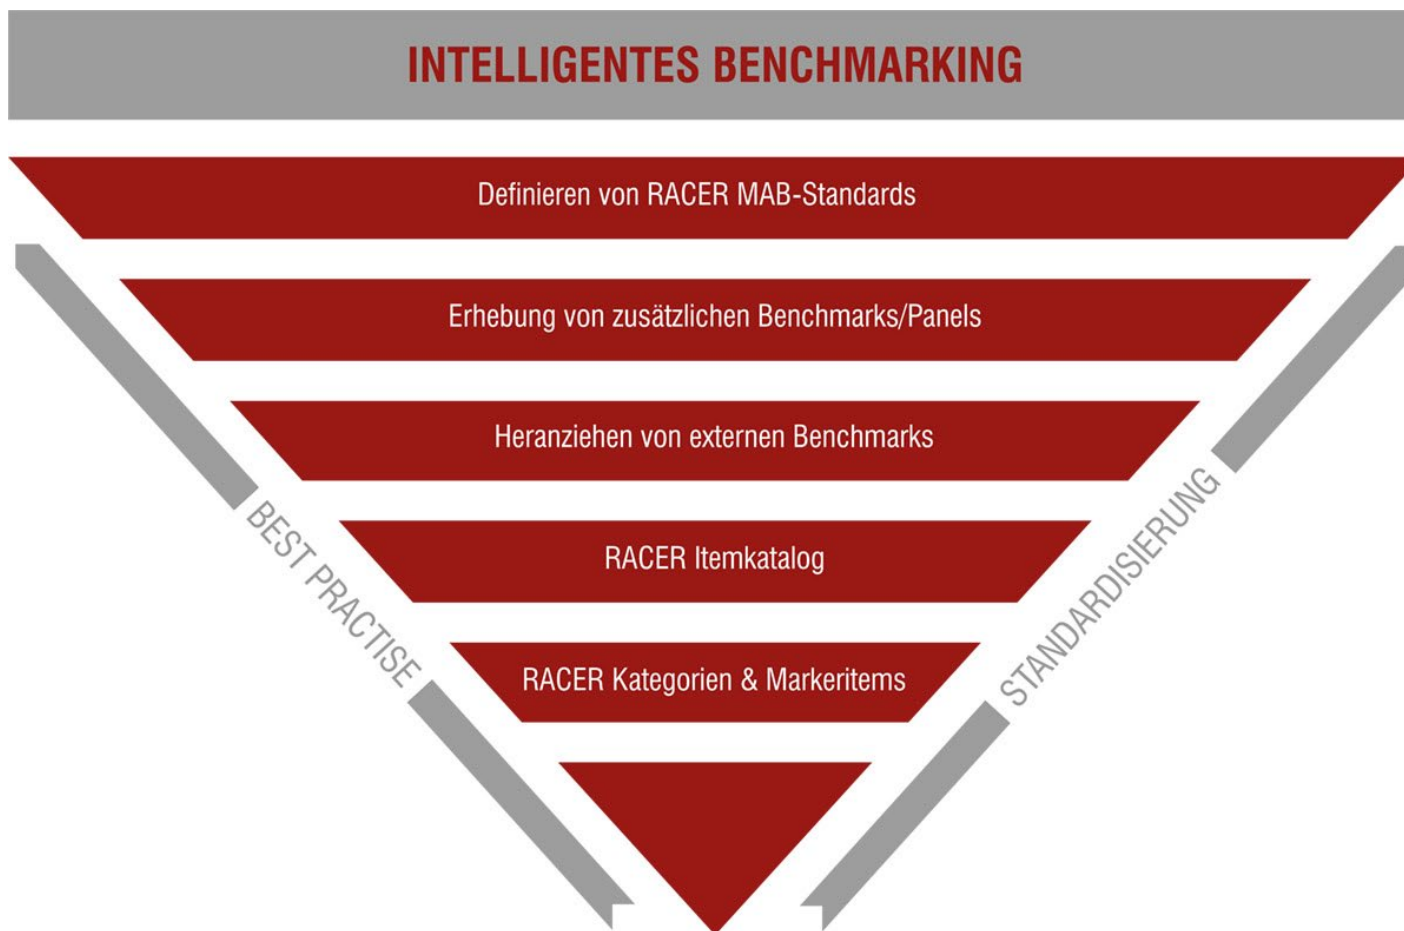 INTELLIGENTES BENCHMARKING
Definieren von RACER MAB-Standards
Erhebung von zusätzlichen Benchmarks/Panels
Heranziehen von externen Benchmarks
RACER Itemkatalog
RACER Kategorien & Markeritems
BEST PRACTISE
STANDARDISIERUNG